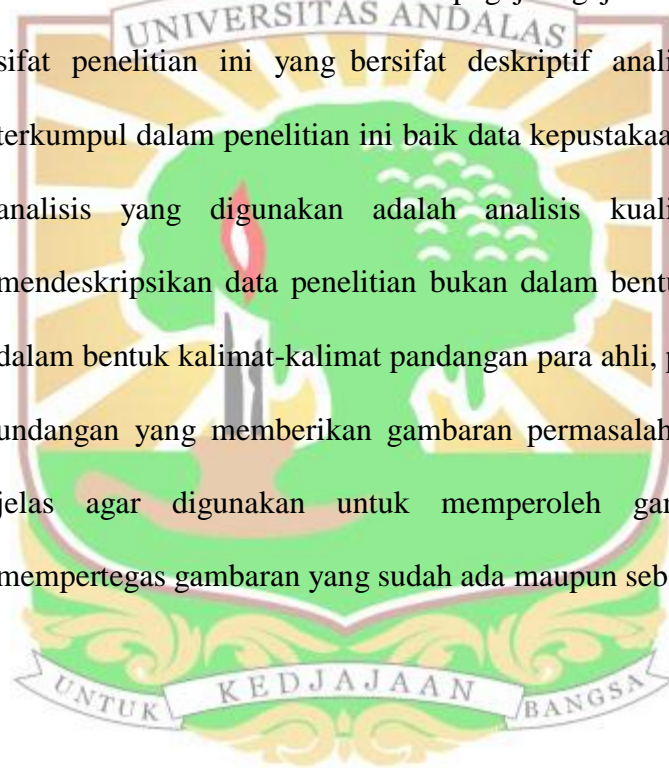 UNIVERSITAS ANDALAS
sifat penelitian ini yang bersifat deskriptif anali
terkumpul dalam penelitian ini baik data kepustakaa
analisis yang digunakan adalah analisis kuali
mendeskripsikan data penelitian bukan dalam bentu
dalam bentuk kalimat-kalimat pandangan para ahli, p
undangan yang memberikan gambaran permasalah
jelas agar digunakan untuk memperoleh gar
mempertegas gambaran yang sudah ada maupun seb
UNTUK KEDJAJAAN BANGSA